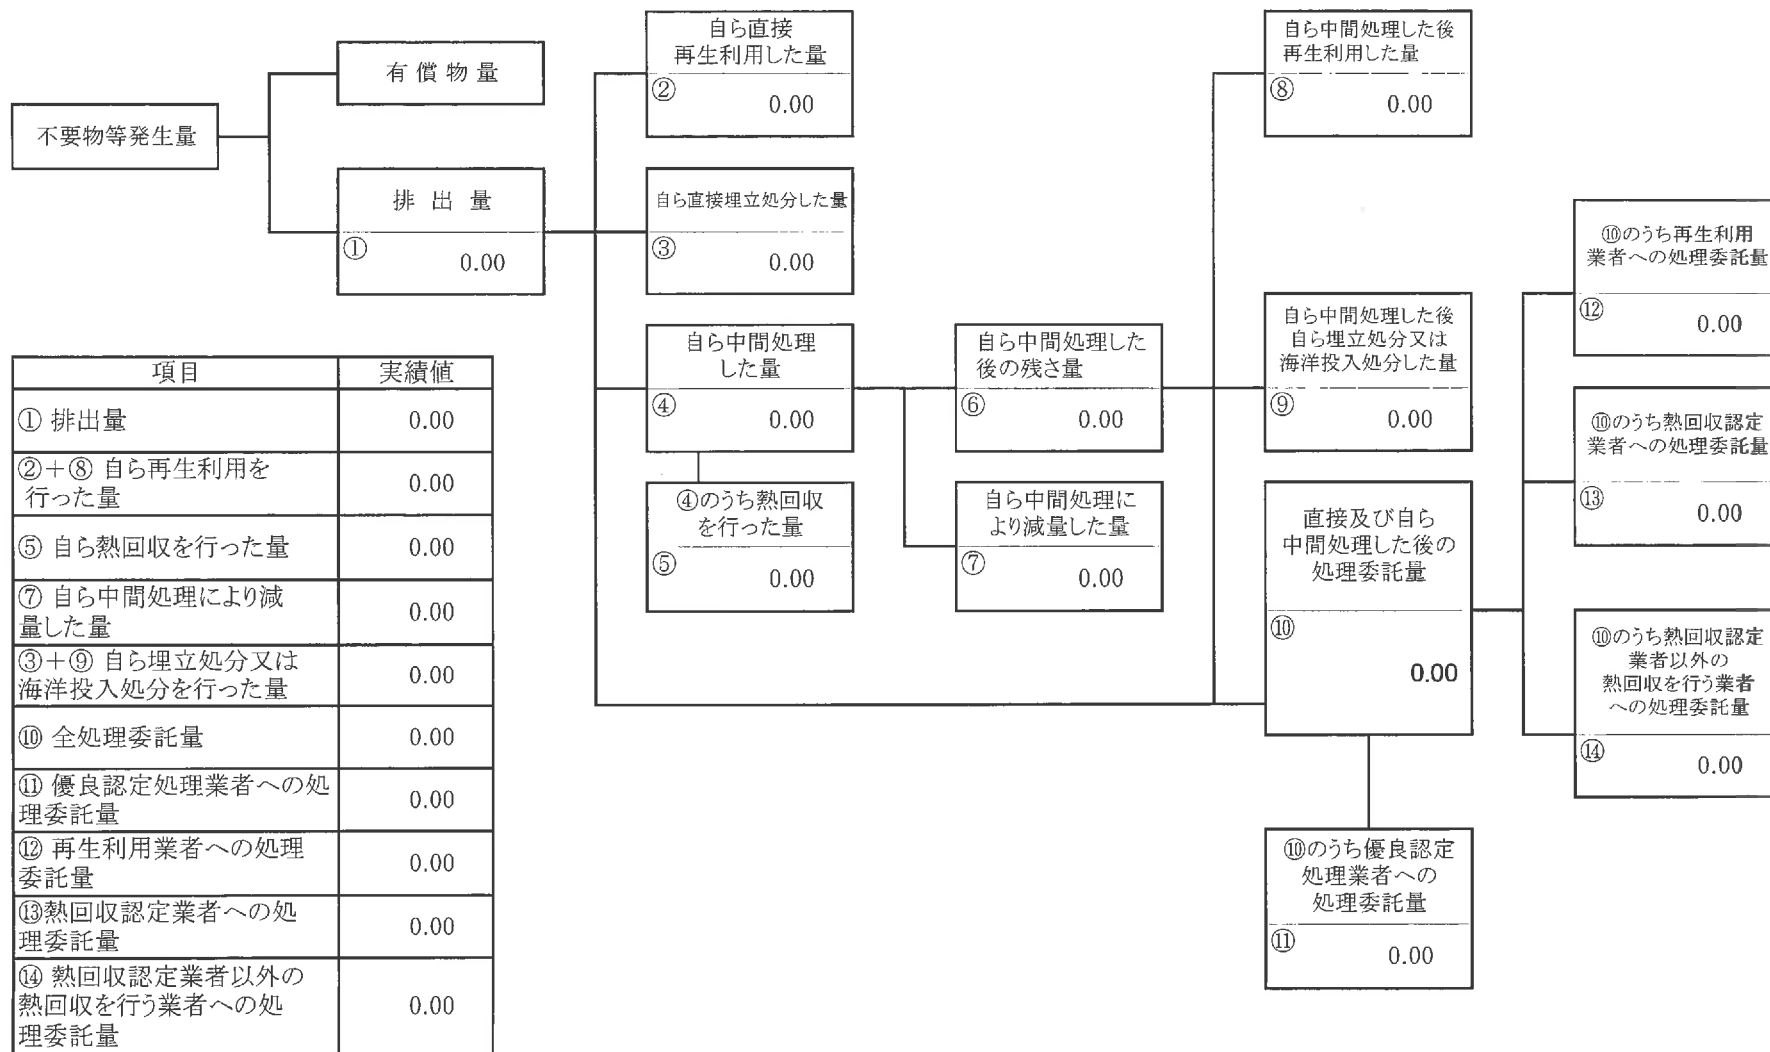 不要物等発生量
有償物量
排出量
①
0.00
自ら直接
再生利用した量
②
0.00
自ら直接埋立処分した量
③
0.00
自ら中間処理
した量
④
0.00
④のうち熱回収
を行った量
⑤
0.00
自ら中間処理した
後の残さ量
⑥
0.00
自ら中間処理に
より減量した量
⑦
0.00
自ら中間処理した後
再生利用した量
⑧
0.00
自ら中間処理した後
自ら埋立処分又は
海洋投入処分した量
⑨
0.00
直接及び自ら
中間処理した後の
処理委託量
⑩
0.00
⑩のうち優良認定
処理業者への
処理委託量
⑪
0.00
⑩のうち再生利用
業者への処理委託量
⑫
0.00
⑩のうち熱回収認定
業者への処理委託量
⑬
0.00
⑩のうち熱回収認定
業者以外の
熱回収を行う業者
への処理委託量
⑭
0.00
項目 実績値
① 排出量 0.00
②+⑧ 自ら再生利用を
行った量 0.00
⑤ 自ら熱回収を行った量 0.00
⑦ 自ら中間処理により減
量した量 0.00
③+⑨ 自ら埋立処分又は
海洋投入処分を行った量 0.00
⑩ 全処理委託量 0.00
⑪ 優良認定処理業者への処
理委託量 0.00
⑫ 再生利用業者への処理
委託量 0.00
⑬熱回収認定業者への処
理委託量 0.00
⑭ 熱回収認定業者以外の
熱回収を行う業者への処
理委託量 0.00